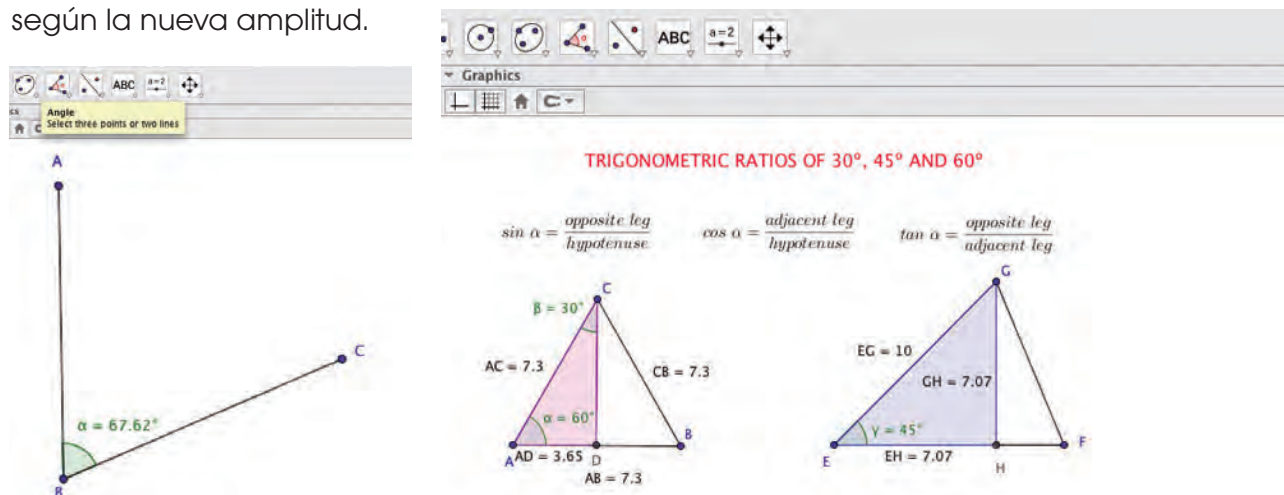 según la nueva amplitud.
ABC
a=2
Angle
Select three points or two lines
A
C
α = 67.62°
B
ABC
a=2
Graphics
TRIGONOMETRIC RATIOS OF 30º, 45º AND 60º
sin α = opposite leg / hypotenuse
cos α = adjacent leg / hypotenuse
tan α = opposite leg / adjacent leg
C
β = 30°
AC = 7.3
CB = 7.3
α = 60°
A
AD = 3.65
D
B
AB = 7.3
G
EG = 10
GH = 7.07
γ = 45°
E
EH = 7.07
H
F